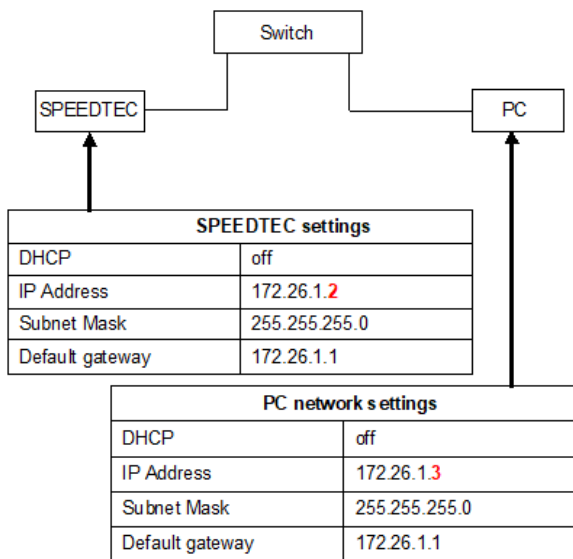 Switch
SPEEDTEC
PC
SPEEDTEC settings
DHCP off
IP Address 172.26.1.2
Subnet Mask 255.255.255.0
Default gateway 172.26.1.1
PC network settings
DHCP off
IP Address 172.26.1.3
Subnet Mask 255.255.255.0
Default gateway 172.26.1.1